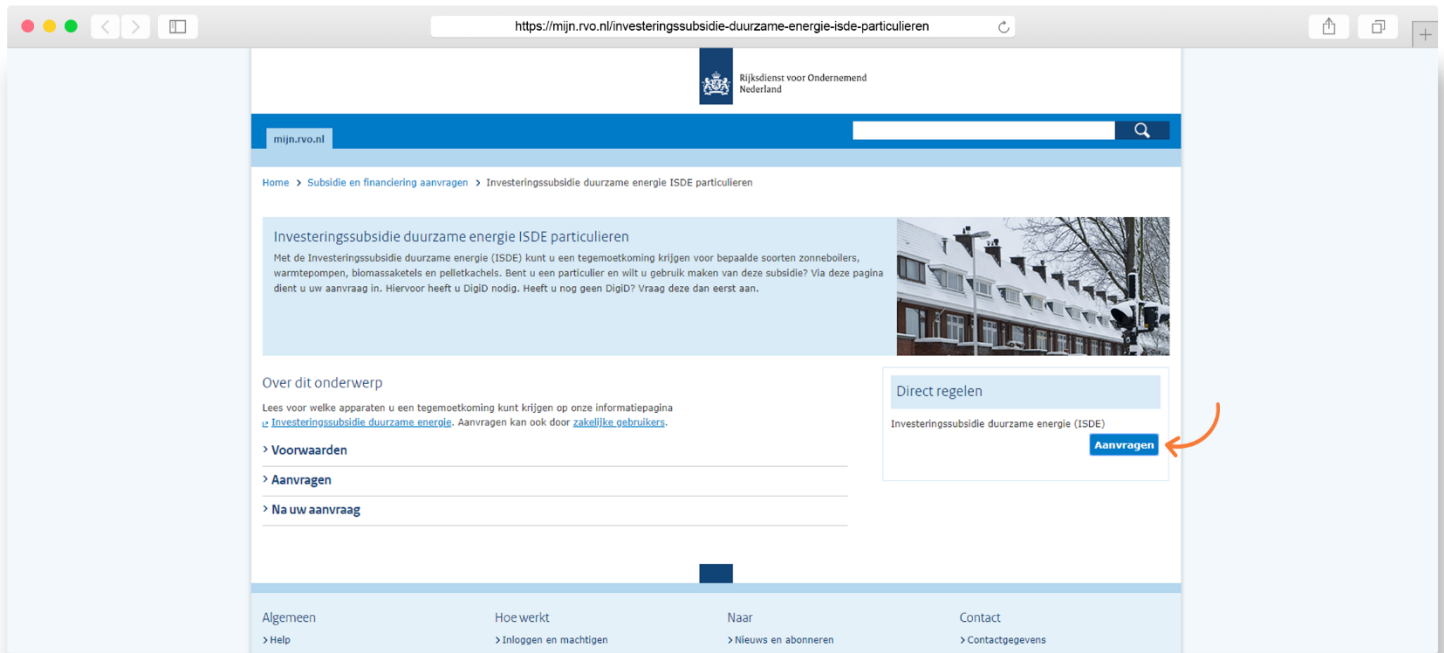 https://mijn.rvo.nl/investeringssubsidie-duurzame-energie-isde-particulieren
Rijksdienst voor Ondernemend
Nederland
mijn.rvo.nl
Home > Subsidie en financiering aanvragen > Investeringssubsidie duurzame energie ISDE particulieren
Investeringssubsidie duurzame energie ISDE particulieren
Met de Investeringssubsidie duurzame energie (ISDE) kunt u een tegemoetkoming krijgen voor bepaalde soorten zonneboilers,
warmtepompen, biomassaketels en pelletkachels. Bent u een particulier en wilt u gebruik maken van deze subsidie? Via deze pagina
dient u uw aanvraag in. Hiervoor heeft u DigiD nodig. Heeft u nog geen DigiD? Vraag deze dan eerst aan.
Over dit onderwerp
Lees voor welke apparaten u een tegemoetkoming kunt krijgen op onze informatiepagina
Investeringssubsidie duurzame energie. Aanvragen kan ook door zakelijke gebruikers.
> Voorwaarden
> Aanvragen
> Na uw aanvraag
Direct regelen
Investeringssubsidie duurzame energie (ISDE)
Aanvragen
Algemeen
> Help
Hoe werkt
> Inloggen en machtigen
Naar
> Nieuws en abonneren
Contact
> Contactgegevens